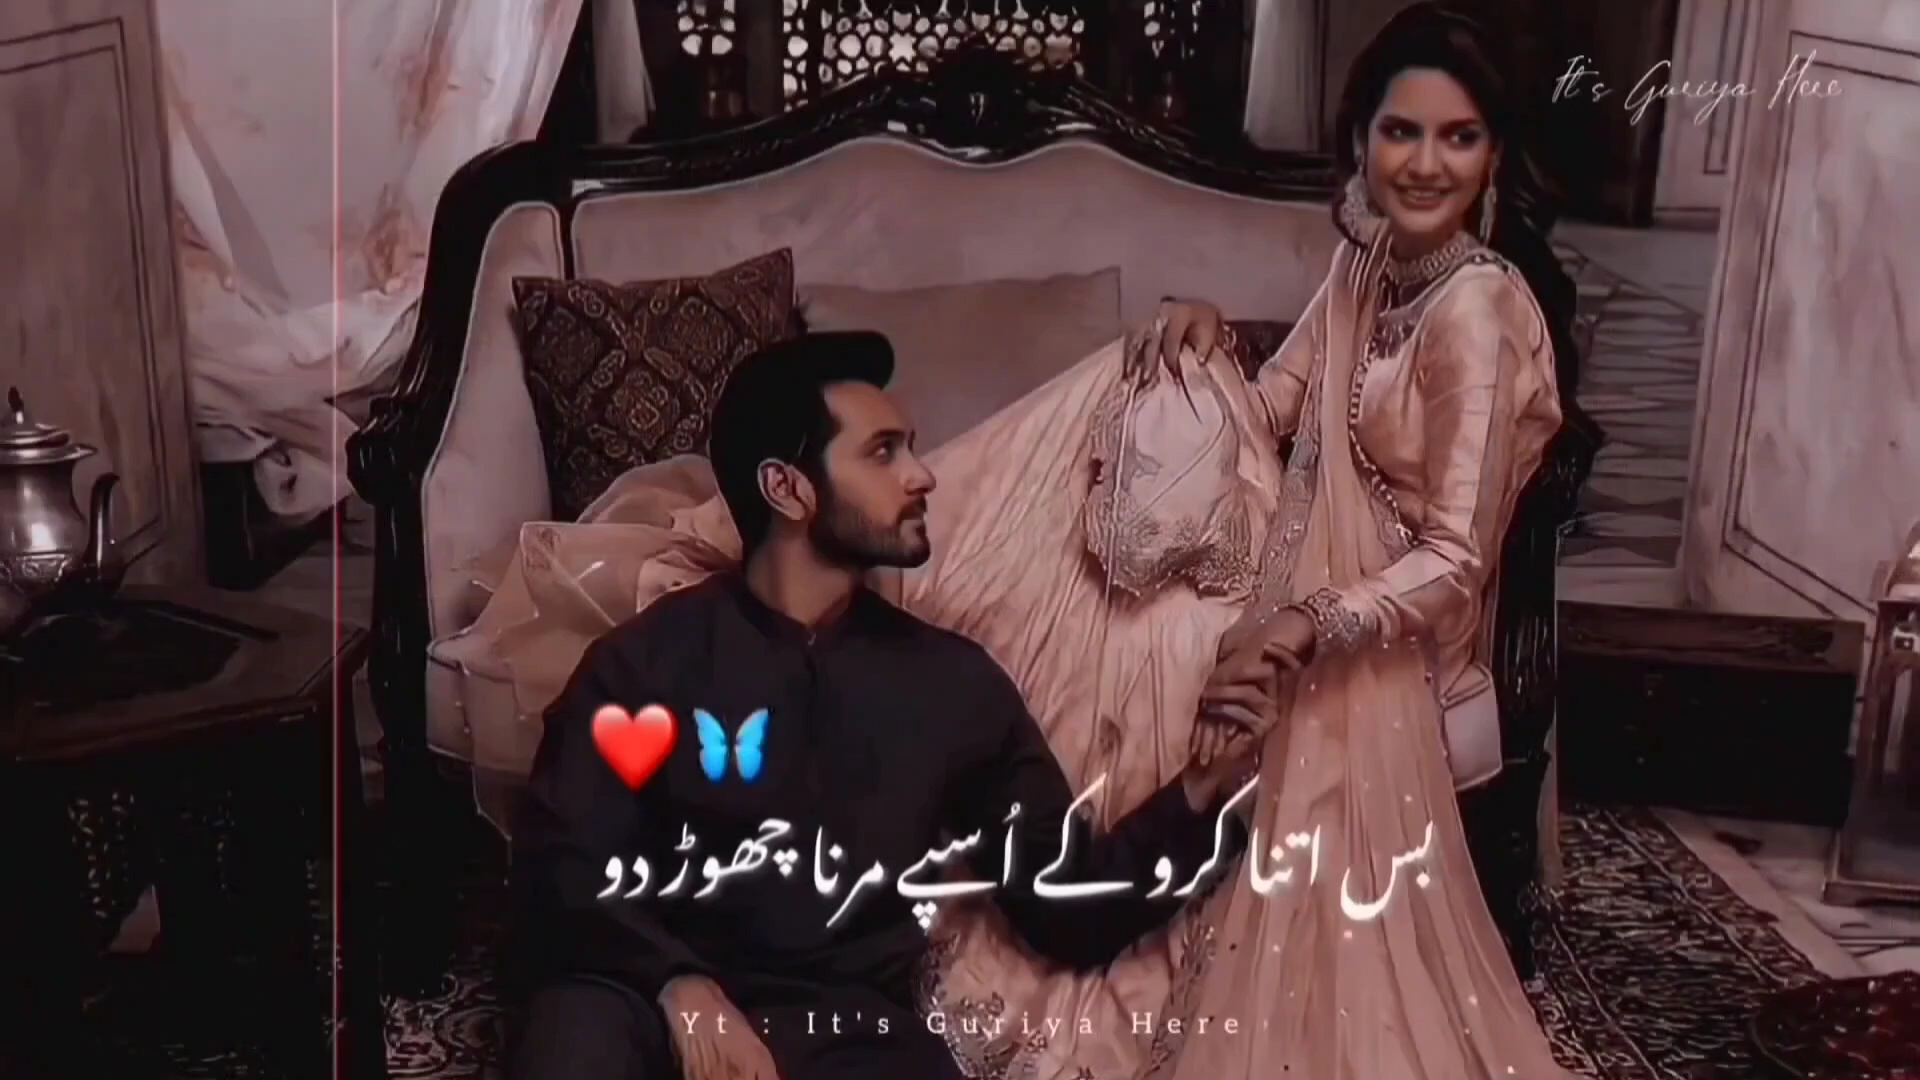 It's Guriya Here
❤️🦋
بس اتنا کرو کے اُسپے مرنا چھوڑ دو
Yt : It's Guriya Here